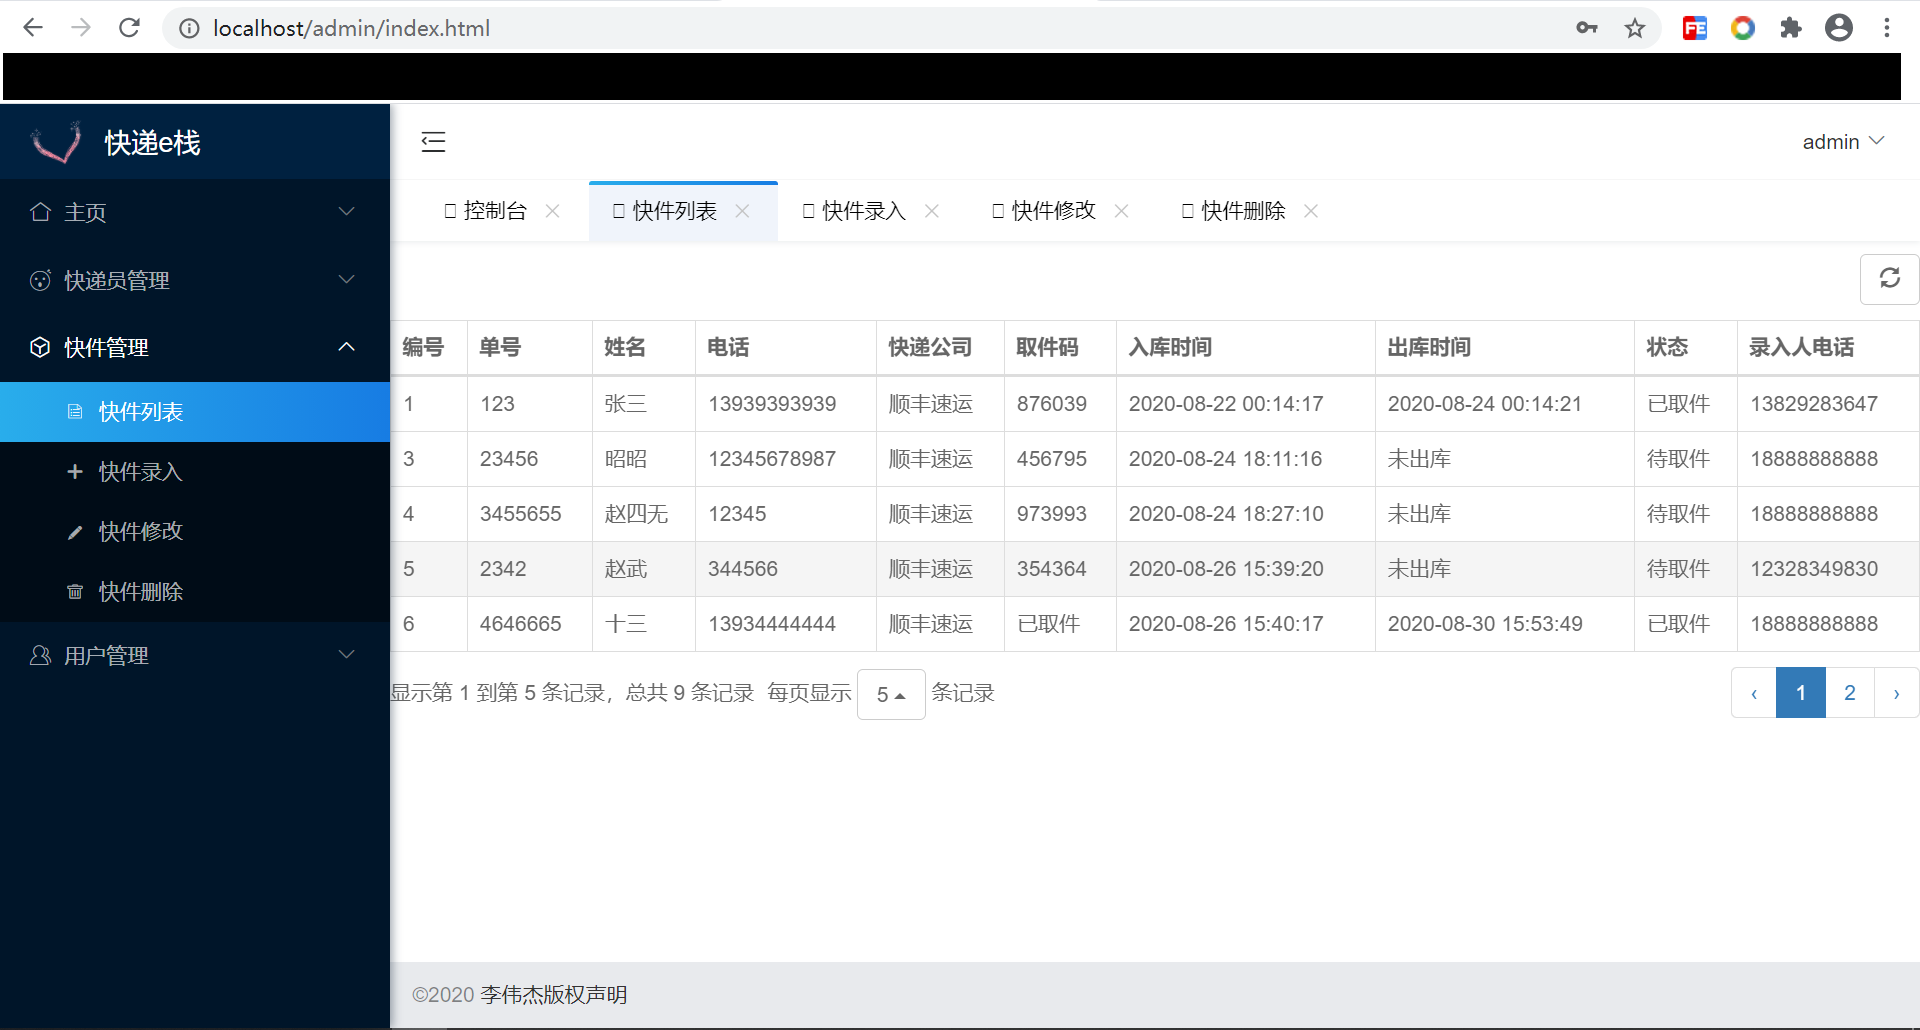 localhost/admin/index.html
快递e栈
admin
主页
快递员管理
快件管理
快件列表
快件录入
快件修改
快件删除
用户管理
控制台 快件列表 快件录入 快件修改 快件删除
编号 单号 姓名 电话 快递公司 取件码 入库时间 出库时间 状态 录入人电话
1 123 张三 13939393939 顺丰速运 876039 2020-08-22 00:14:17 2020-08-24 00:14:21 已取件 13829283647
3 23456 昭昭 12345678987 顺丰速运 456795 2020-08-24 18:11:16 未出库 待取件 18888888888
4 3455655 赵四无 12345 顺丰速运 973993 2020-08-24 18:27:10 未出库 待取件 18888888888
5 2342 赵武 344566 顺丰速运 354364 2020-08-26 15:39:20 未出库 待取件 12328349830
6 4646665 十三 13934444444 顺丰速运 已取件 2020-08-26 15:40:17 2020-08-30 15:53:49 已取件 18888888888
显示第 1 到第 5 条记录，总共 9 条记录 每页显示 5 条记录
‹ 1 2 ›
©2020 李伟杰版权声明